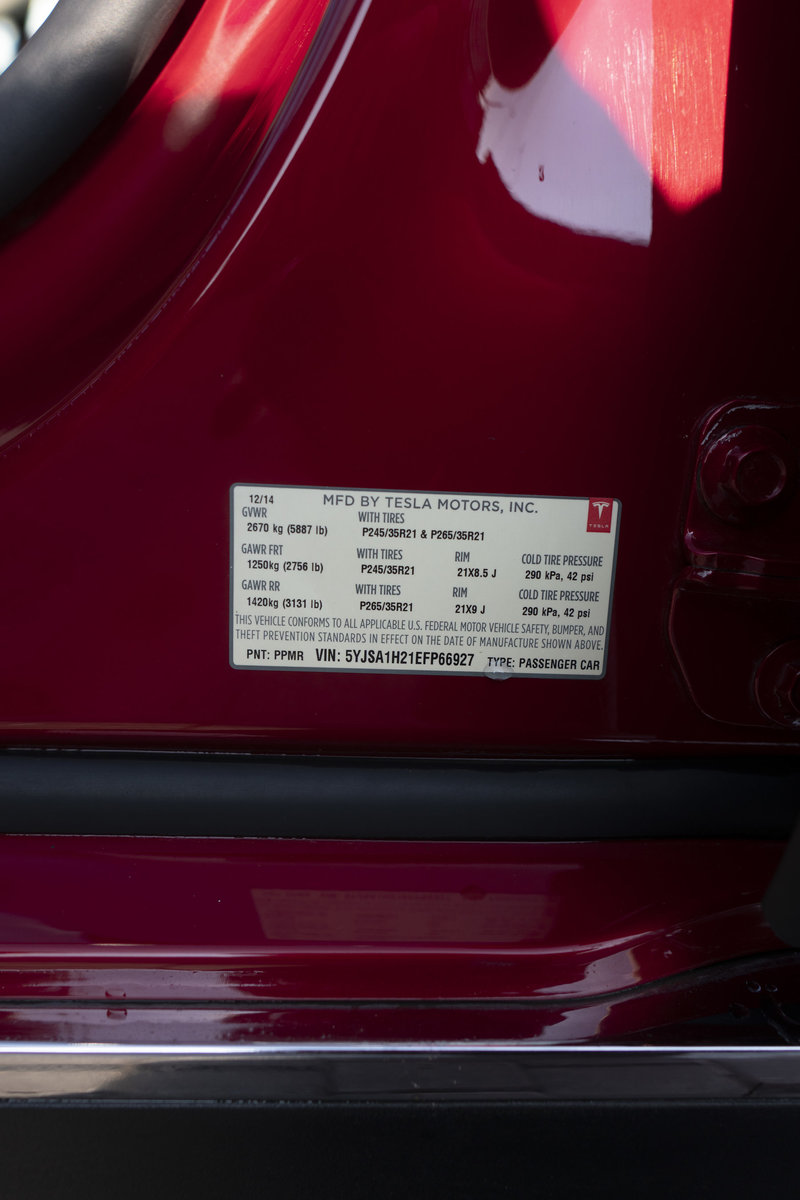 12/14 MFD BY TESLA MOTORS, INC.
GVWR WITH TIRES
2670 kg (5887 lb) P245/35R21 & P265/35R21
TESLA
GAWR FRT WITH TIRES RIM COLD TIRE PRESSURE
1250kg (2756 lb) P245/35R21 21X8.5 J 290 kPa, 42 psi
GAWR RR WITH TIRES RIM COLD TIRE PRESSURE
1420kg (3131 lb) P265/35R21 21X9 J 290 kPa, 42 psi
THIS VEHICLE CONFORMS TO ALL APPLICABLE U.S. FEDERAL MOTOR VEHICLE SAFETY, BUMPER, AND
THEFT PREVENTION STANDARDS IN EFFECT ON THE DATE OF MANUFACTURE SHOWN ABOVE.
PNT: PPMR VIN: 5YJSA1H21EFP66927 TYPE: PASSENGER CAR